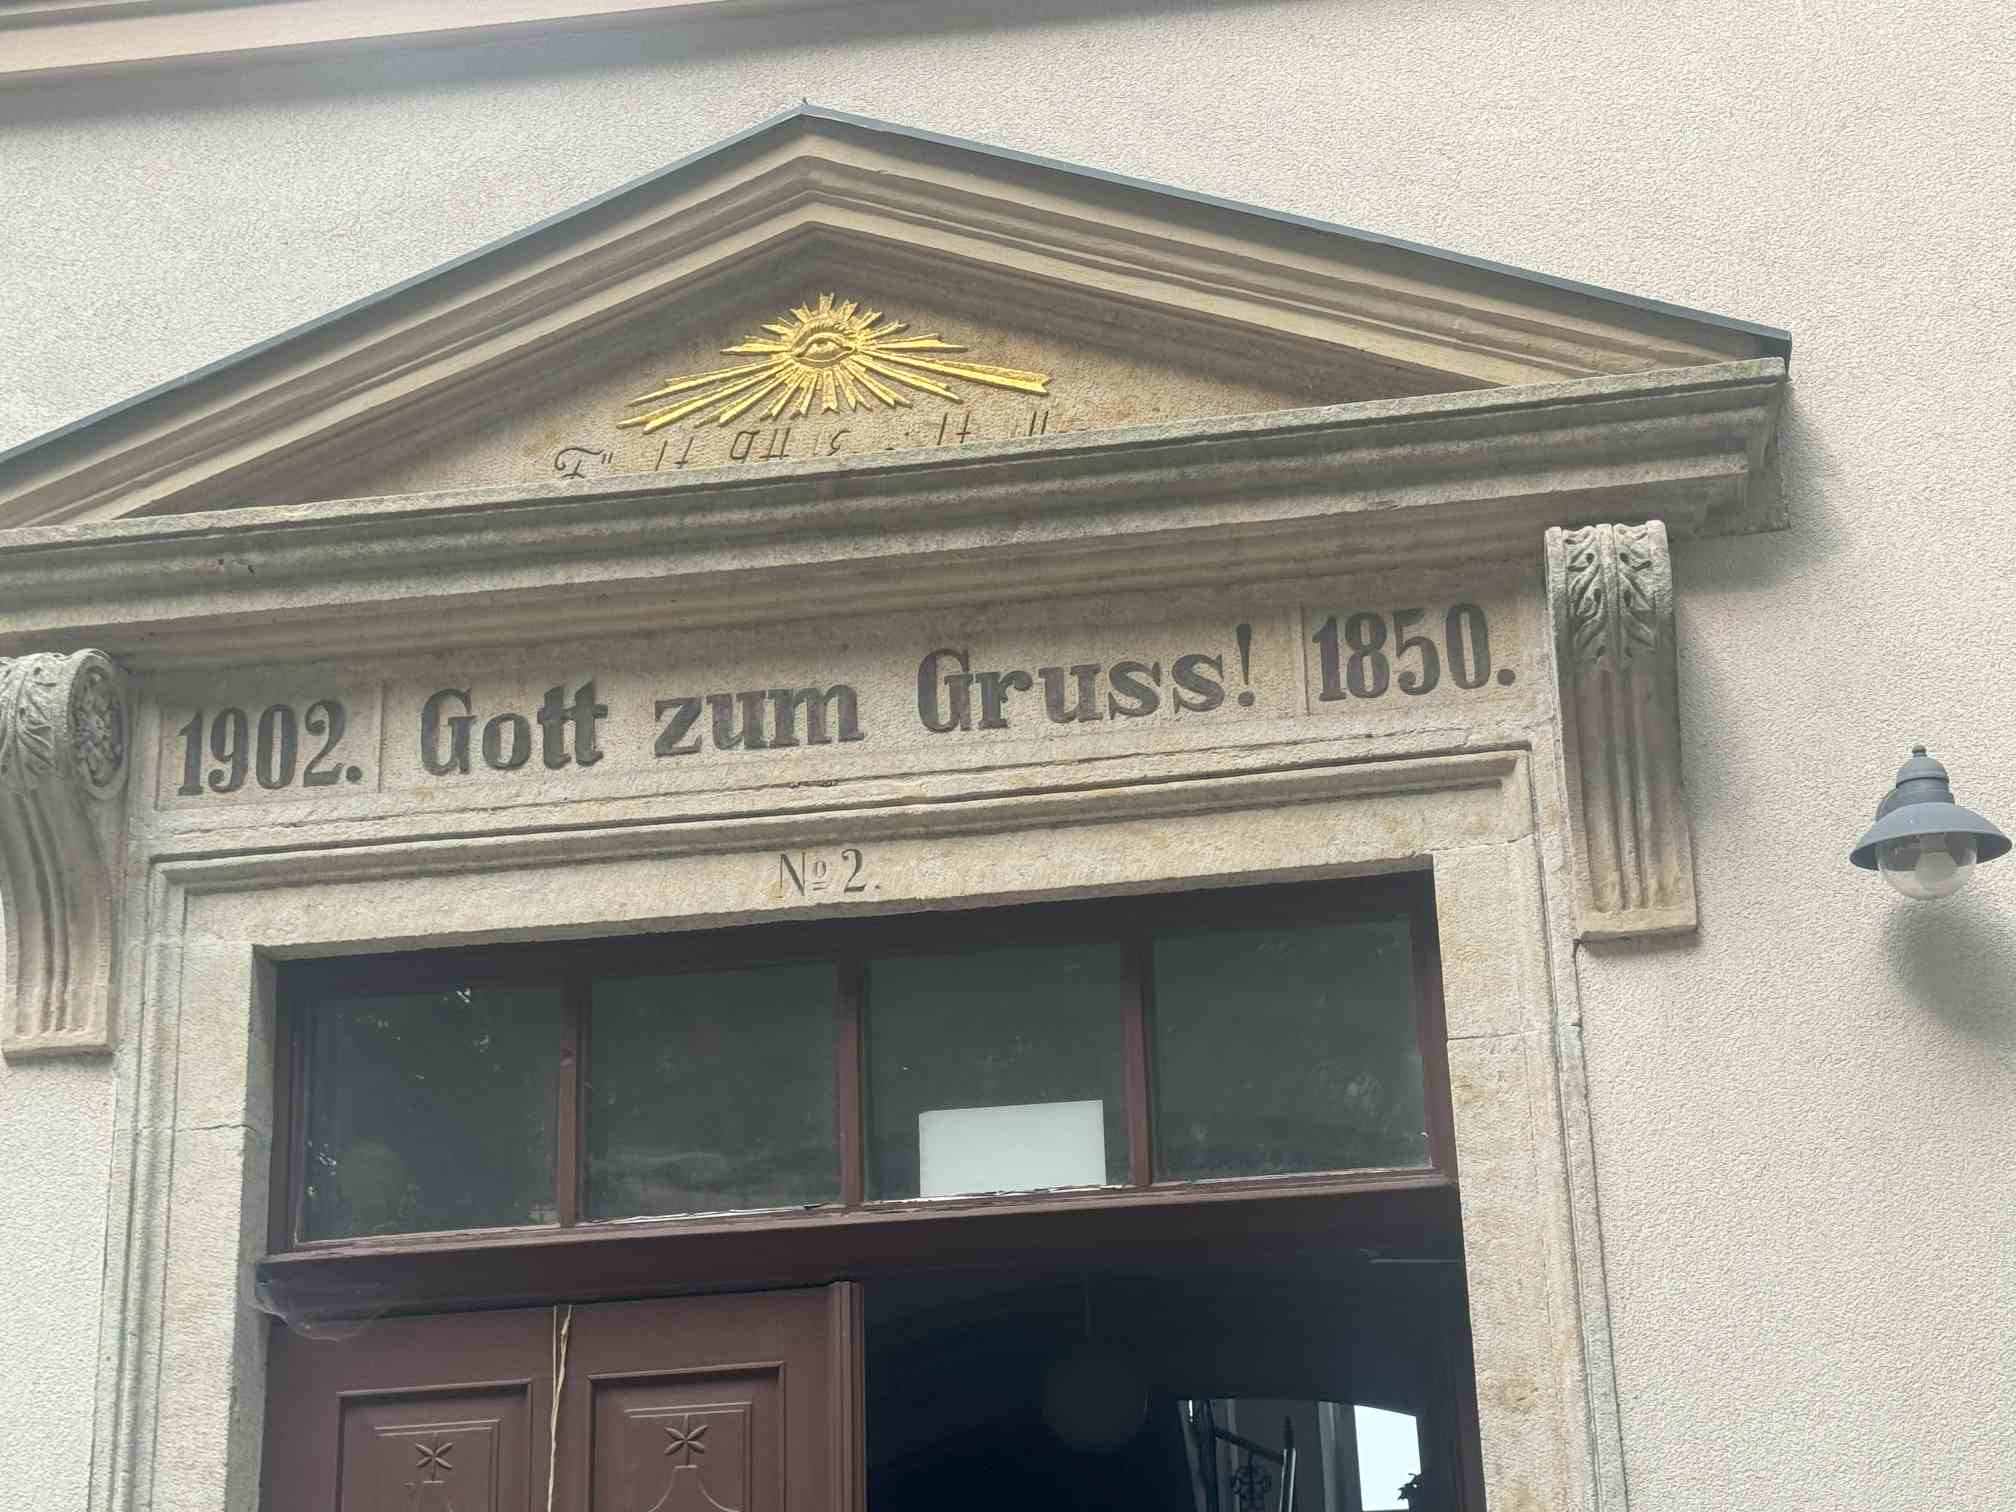 1902. Gott zum Gruss! 1850.
No 2.